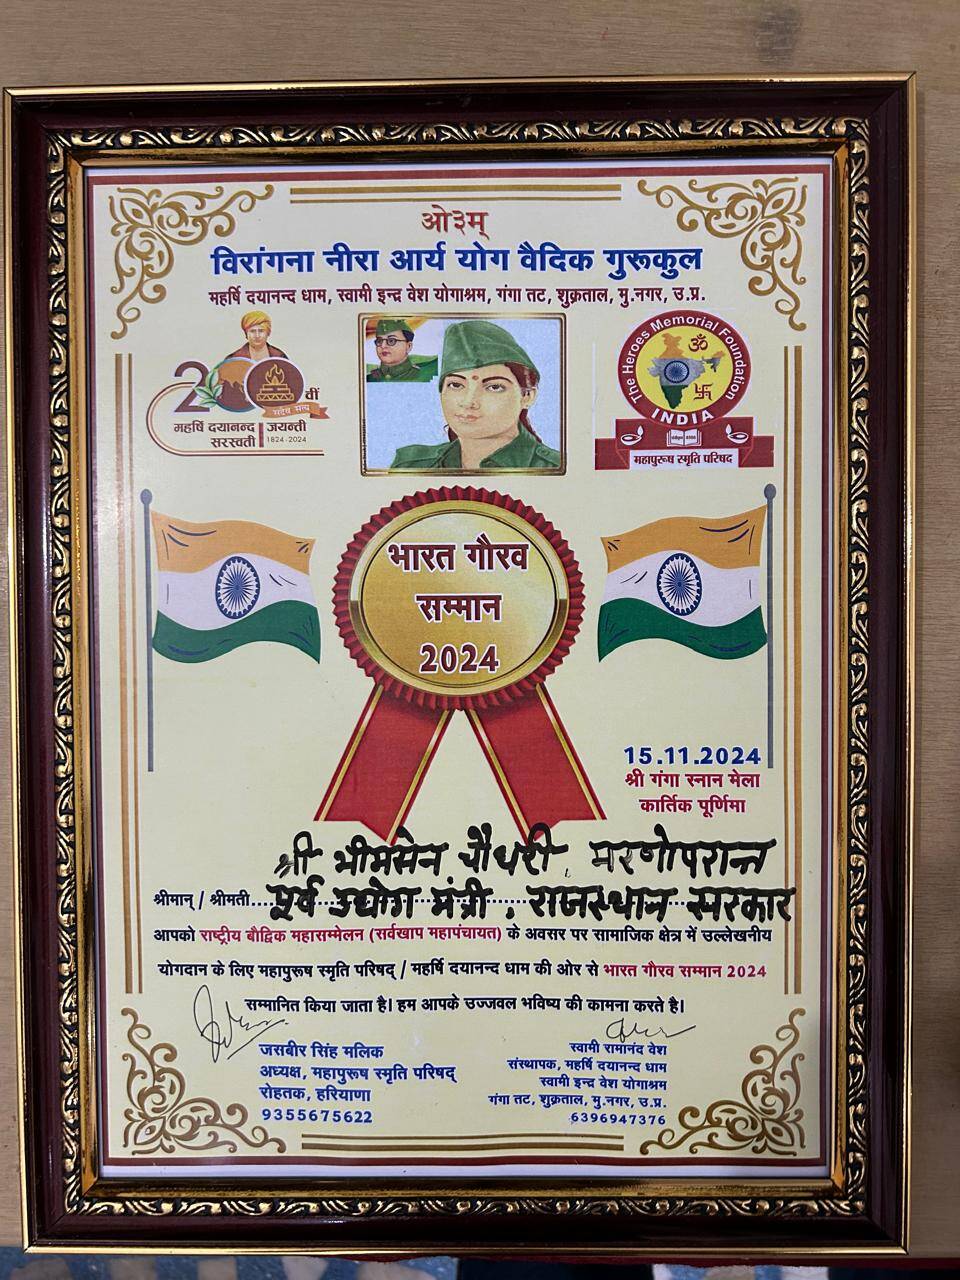 ओ३म्
विरांगना नीरा आर्य योग वैदिक गुरूकुल
महर्षि दयानन्द धाम, स्वामी इन्द्र वेश योगाश्रम, गंगा तट, शुक्रताल, मु.नगर, उ.प्र.
200 वीं
महर्षि दयानन्द सरस्वती
जयन्ती
1824-2024
The Heroes Memorial Foundation
ॐ
INDIA
महापुरूष स्मृति परिषद
भारत गौरव
सम्मान
2024
15.11.2024
श्री गंगा स्नान मेला
कार्तिक पूर्णिमा
श्री भीमसेन चौधरी, मरणोपरान्त
श्रीमान् / श्रीमती.... पूर्व उद्योग मंत्री, राजस्थान सरकार
आपको राष्ट्रीय बौद्विक महासम्मेलन (सर्वखाप महापंचायत) के अवसर पर सामाजिक क्षेत्र में उल्लेखनीय
योगदान के लिए महापुरूष स्मृति परिषद् / महर्षि दयानन्द धाम की ओर से भारत गौरव सम्मान 2024
सम्मानित किया जाता है। हम आपके उज्जवल भविष्य की कामना करते है।
जसबीर सिंह मलिक
अध्यक्ष, महापुरूष स्मृति परिषद्
रोहतक, हरियाणा
9355675622
स्वामी रामानंद वेश
संस्थापक, महर्षि दयानन्द धाम
स्वामी इन्द्र वेश योगाश्रम
गंगा तट, शुक्रताल, मु.नगर, उ.प्र.
6396947376